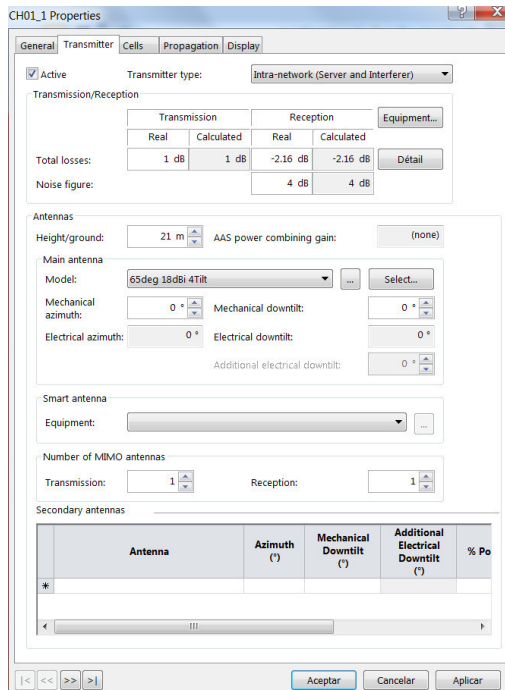 CH01_1 Properties
General Transmitter Cells Propagation Display
Active Transmitter type: Intra-network (Server and Interferer)
Transmission/Reception
Transmission Reception Equipment...
Real Calculated Real Calculated
Total losses: 1 dB 1 dB -2.16 dB -2.16 dB Détail
Noise figure: 4 dB 4 dB
Antennas
Height/ground: 21 m AAS power combining gain: (none)
Main antenna
Model: 65deg 18dBi 4Tilt ... Select...
Mechanical azimuth: 0 ° Mechanical downtilt: 0 °
Electrical azimuth: 0 ° Electrical downtilt: 0 °
Additional electrical downtilt: 0 °
Smart antenna
Equipment: ...
Number of MIMO antennas
Transmission: 1 Reception: 1
Secondary antennas
Antenna Azimuth (°) Mechanical Downtilt (°) Additional Electrical Downtilt (°) % Po
*
|< << >> >| Aceptar Cancelar Aplicar